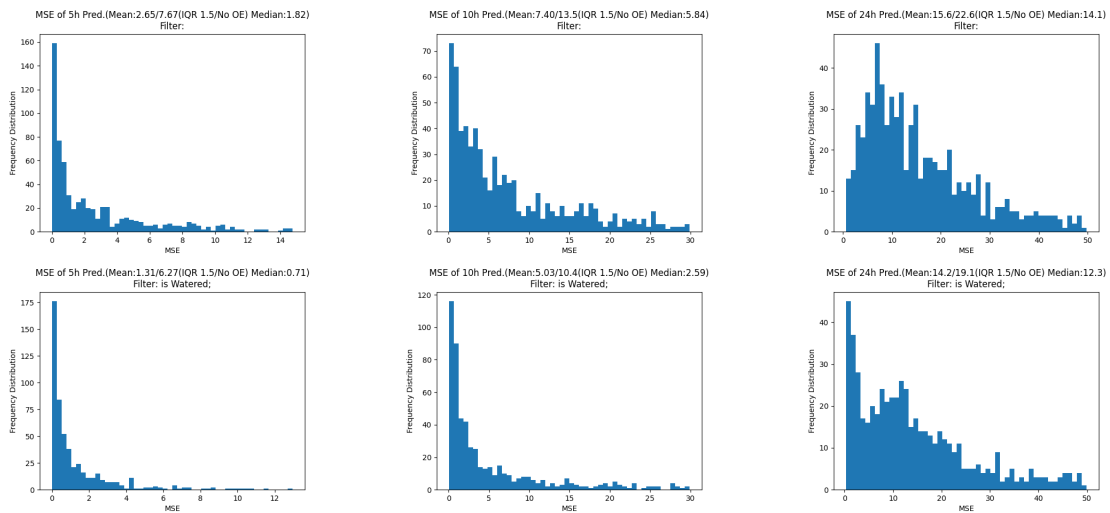 MSE of 5h Pred.(Mean:2.65/7.67(IQR 1.5/No OE) Median:1.82)
Filter:
160
140
120
100
80
60
40
20
0
Frequency Distribution
0 2 4 6 8 10 12 14
MSE
MSE of 10h Pred.(Mean:7.40/13.5(IQR 1.5/No OE) Median:5.84)
Filter:
70
60
50
40
30
20
10
0
Frequency Distribution
0 5 10 15 20 25 30
MSE
MSE of 24h Pred.(Mean:15.6/22.6(IQR 1.5/No OE) Median:14.1)
Filter:
40
30
20
10
0
Frequency Distribution
0 10 20 30 40 50
MSE
MSE of 5h Pred.(Mean:1.31/6.27(IQR 1.5/No OE) Median:0.71)
Filter: is Watered;
175
150
125
100
75
50
25
0
Frequency Distribution
0 2 4 6 8 10 12
MSE
MSE of 10h Pred.(Mean:5.03/10.4(IQR 1.5/No OE) Median:2.59)
Filter: is Watered;
120
100
80
60
40
20
0
Frequency Distribution
0 5 10 15 20 25 30
MSE
MSE of 24h Pred.(Mean:14.2/19.1(IQR 1.5/No OE) Median:12.3)
Filter: is Watered;
40
30
20
10
0
Frequency Distribution
0 10 20 30 40 50
MSE